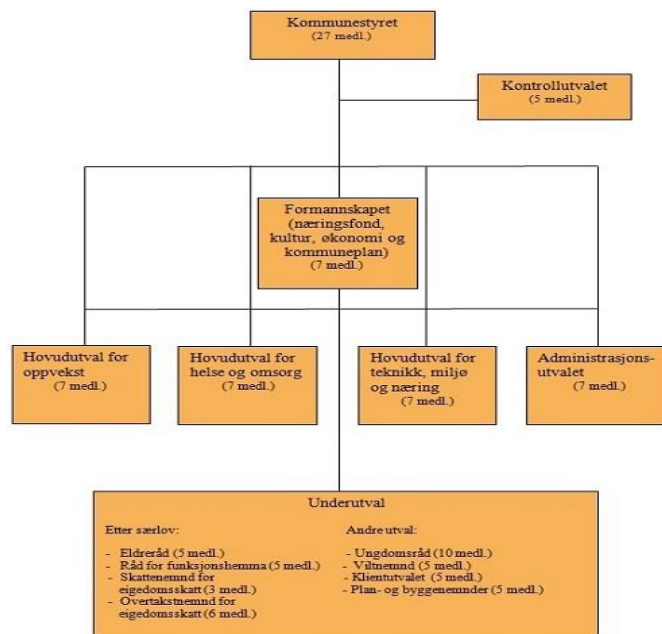 Kommunestyret
(27 medl.)
Kontrollutvalet
(5 medl.)
Formannskapet
(næringsfond,
kultur, økonomi og
kommuneplan)
(7 medl.)
Hovudutval for
oppvekst
(7 medl.)
Hovudutval for
helse og omsorg
(7 medl.)
Hovudutval for
teknikk, miljø
og næring
(7 medl.)
Administrasjons-
utvalet
(7 medl.)
Underutval
Etter særlov:
- Eldreråd (5 medl.)
- Råd for funksjonshemma (5 medl.)
- Skattenemnd for
eigedomsskatt (3 medl.)
- Overtakstnemnd for
eigedomsskatt (6 medl.)
Andre utval:
- Ungdomsråd (10 medl.)
- Viltnemnd (5 medl.)
- Klientutvalet (5 medl.)
- Plan- og byggenemnder (5 medl.)